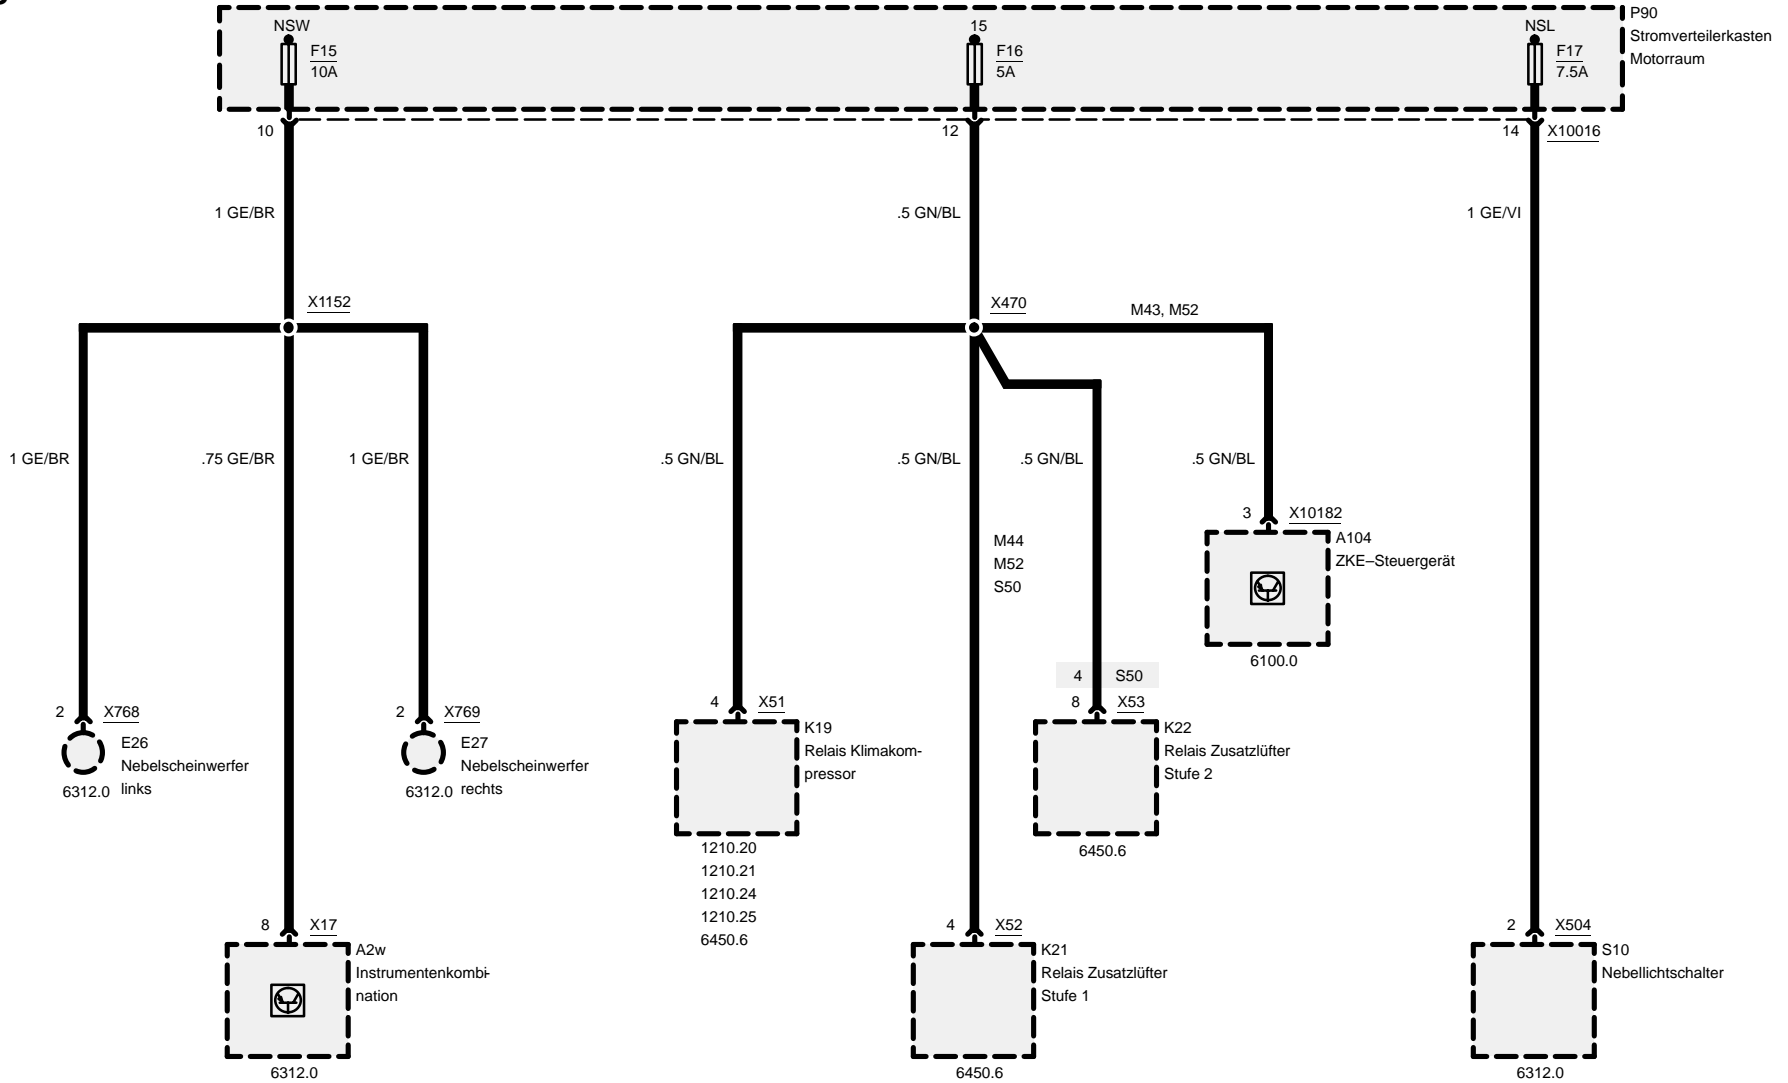 NSW
15
NSL
P90
Stromverteilerkasten
Motorraum
F15
10A
F16
5A
F17
7.5A
10
12
14
X10016
1 GE/BR
.5 GN/BL
1 GE/VI
X1152
X470
M43, M52
1 GE/BR
.75 GE/BR
1 GE/BR
.5 GN/BL
.5 GN/BL
.5 GN/BL
.5 GN/BL
3
X10182
A104
ZKE–Steuergerät
6100.0
M44
M52
S50
4
S50
2
X768
E26
Nebelscheinwerfer
links
6312.0
2
X769
E27
Nebelscheinwerfer
rechts
6312.0
4
X51
K19
Relais Klimakom-
pressor
1210.20
1210.21
1210.24
1210.25
6450.6
8
X53
K22
Relais Zusatzlüfter
Stufe 2
6450.6
8
X17
A2w
Instrumentenkombi-
nation
6312.0
4
X52
K21
Relais Zusatzlüfter
Stufe 1
6450.6
2
X504
S10
Nebellichtschalter
6312.0